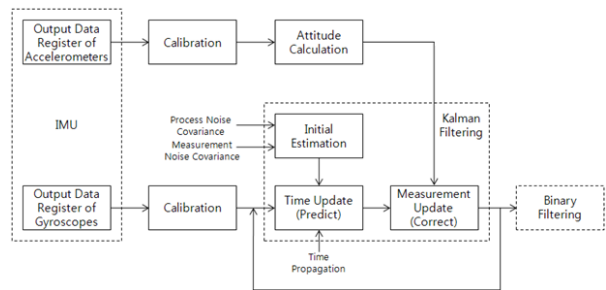 Output Data
Register of
Accelerometers
Calibration
Attitude
Calculation
IMU
Process Noise
Covariance
Measurement
Noise Covariance
Initial
Estimation
Kalman
Filtering
Output Data
Register of
Gyroscopes
Calibration
Time Update
(Predict)
Measurement
Update
(Correct)
Binary
Filtering
Time
Propagation